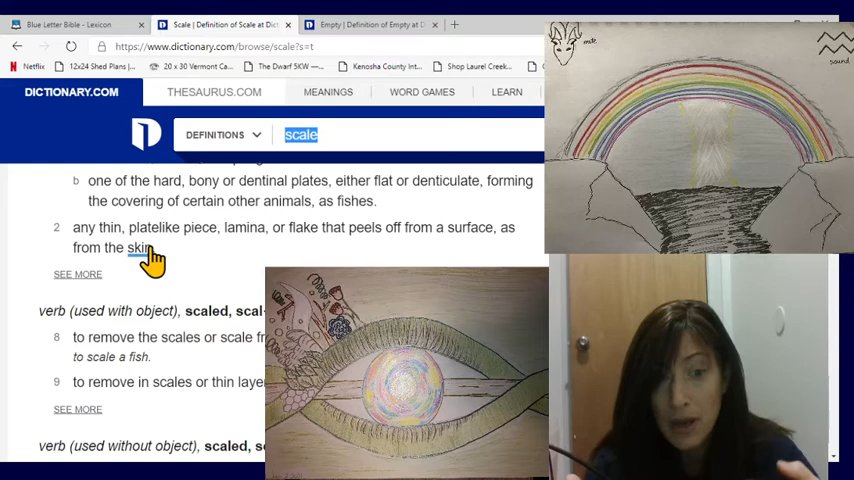 Blue Letter Bible - Lexicon
Scale | Definition of Scale at Dict
Empty | Definition of Empty at D
https://www.dictionary.com/browse/scale?s=t
Netflix
12x24 Shed Plans |...
20 x 30 Vermont Ca...
The Dwarf 5KW -...
Kenosha County Int...
Shop Laurel Creek...
DICTIONARY.COM
THESAURUS.COM
MEANINGS
WORD GAMES
LEARN
DEFINITIONS
scale
b one of the hard, bony or dentinal plates, either flat or denticulate, forming
the covering of certain other animals, as fishes.
2 any thin, platelike piece, lamina, or flake that peels off from a surface, as
from the skin
SEE MORE
verb (used with object), scaled, scal
8 to remove the scales or scale fr
to scale a fish.
9 to remove in scales or thin layer
SEE MORE
verb (used without object), scaled, s
sound